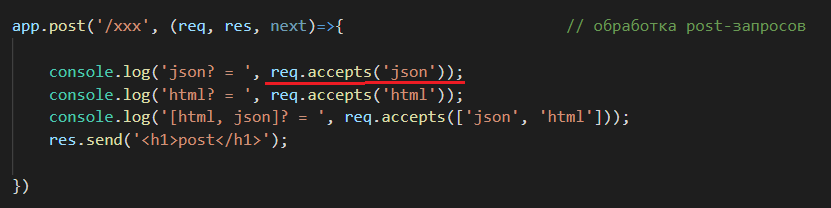 app.post('/xxx', (req, res, next)=>{ // обработка post-запросов
console.log('json? = ', req.accepts('json'));
console.log('html? = ', req.accepts('html'));
console.log('[html, json]? = ', req.accepts(['json', 'html']));
res.send('<h1>post</h1>');
})